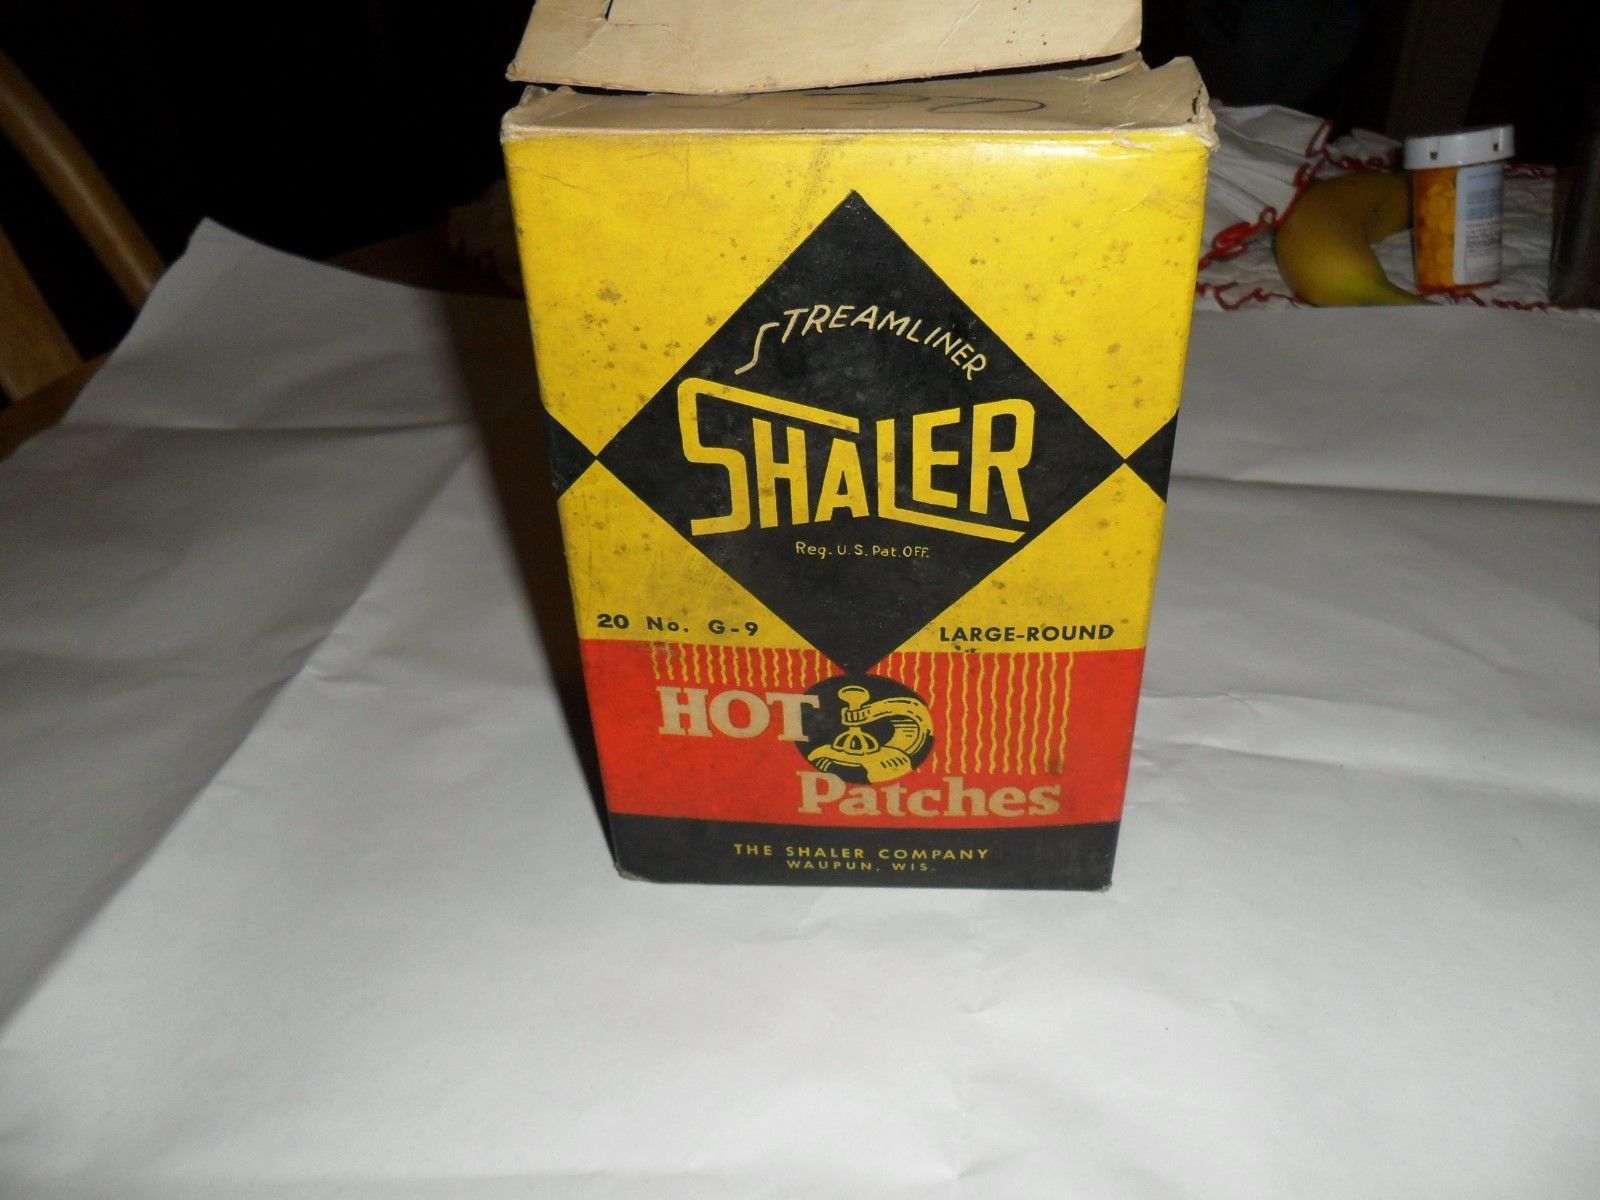 STREAMLINER
SHALER
Reg. U.S. Pat. OFF.
20 No. G-9 LARGE-ROUND
HOT
Patches
THE SHALER COMPANY
WAUPUN, WIS.